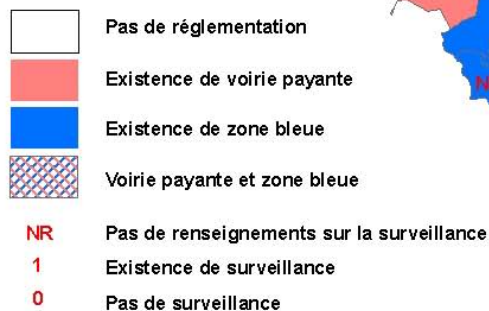 Pas de réglementation
Existence de voirie payante
Existence de zone bleue
Voirie payante et zone bleue
NR Pas de renseignements sur la surveillance
1 Existence de surveillance
0 Pas de surveillance